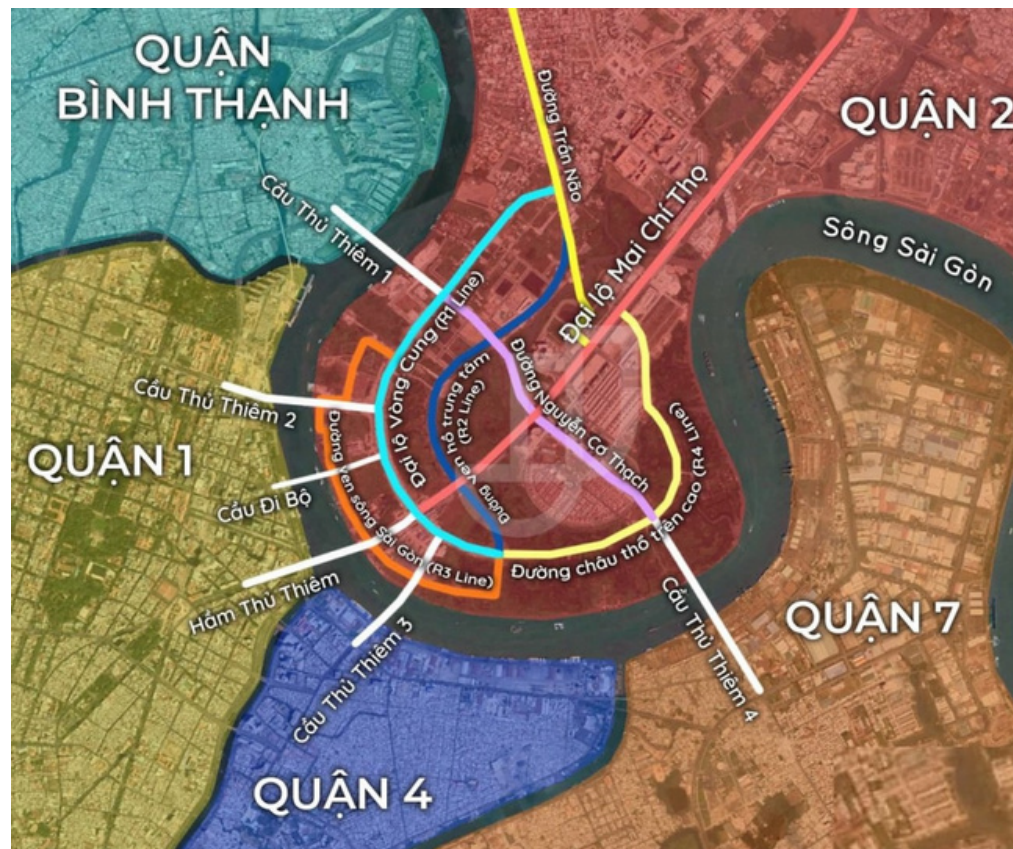 QUẬN
BÌNH THẠNH
QUẬN 2
Đường Trần Não
Cầu Thủ Thiêm 1
Đại lộ Mai Chí Thọ
Sông Sài Gòn
Đại lộ Vòng Cung (R1 Line)
Đường ven hồ trung tâm
(R2 Line)
Đường Nguyễn Cơ Thạch
Cầu Thủ Thiêm 2
QUẬN 1
Cầu Đi Bộ
Đường ven sông Sài Gòn (R3 Line)
Đường châu thổ trên cao (R4 Line)
Hầm Thủ Thiêm
Cầu Thủ Thiêm 3
Cầu Thủ Thiêm 4
QUẬN 7
QUẬN 4